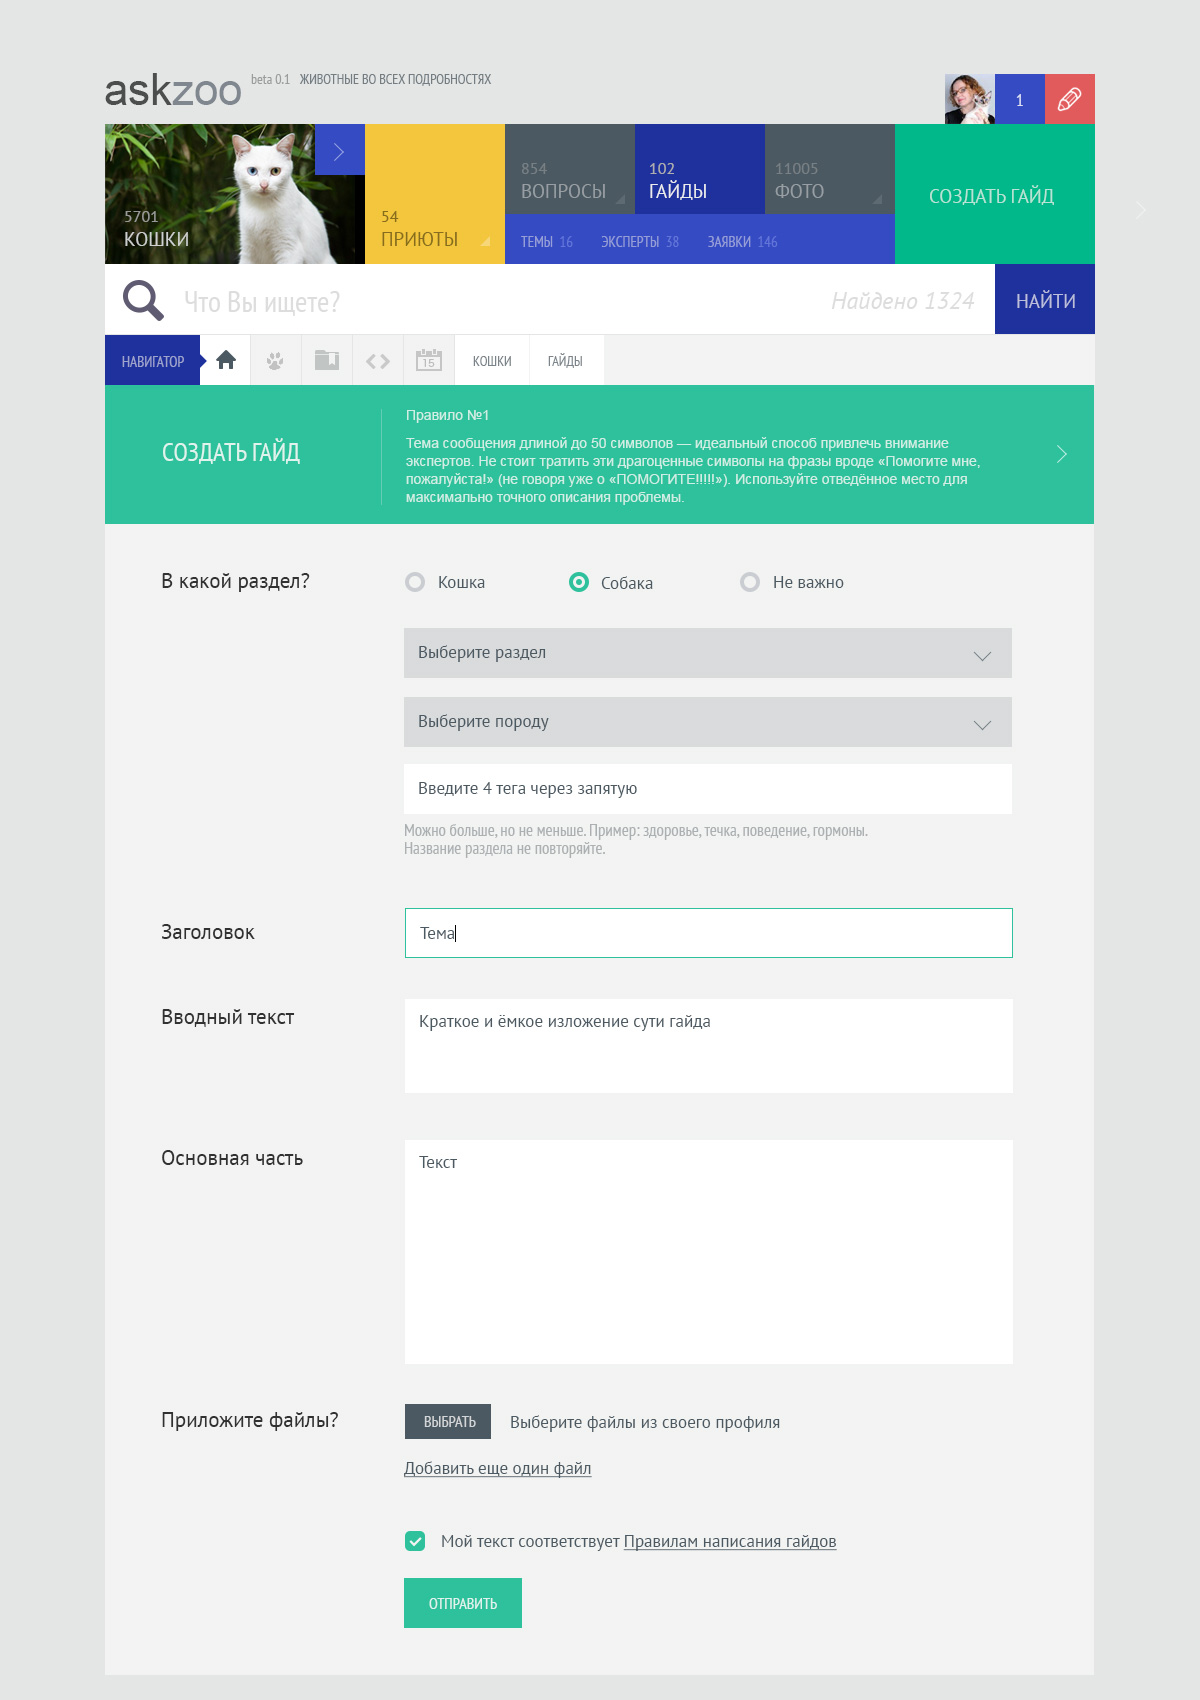 askzoo beta 0.1 ЖИВОТНЫЕ ВО ВСЕХ ПОДРОБНОСТЯХ
1
5701
КОШКИ
54
ПРИЮТЫ
854
ВОПРОСЫ
102
ГАЙДЫ
11005
ФОТО
ТЕМЫ 16 ЭКСПЕРТЫ 38 ЗАЯВКИ 146
СОЗДАТЬ ГАЙД
Что Вы ищете? Найдено 1324 НАЙТИ
НАВИГАТОР 15 КОШКИ ГАЙДЫ
СОЗДАТЬ ГАЙД
Правило №1
Тема сообщения длиной до 50 символов — идеальный способ привлечь внимание
экспертов. Не стоит тратить эти драгоценные символы на фразы вроде «Помогите мне,
пожалуйста!» (не говоря уже о «ПОМОГИТЕ!!!!!»). Используйте отведённое место для
максимально точного описания проблемы.
В какой раздел? Кошка Собака Не важно
Выберите раздел
Выберите породу
Введите 4 тега через запятую
Можно больше, но не меньше. Пример: здоровье, течка, поведение, гормоны.
Название раздела не повторяйте.
Заголовок Тема
Вводный текст Краткое и ёмкое изложение сути гайда
Основная часть Текст
Приложите файлы? ВЫБРАТЬ Выберите файлы из своего профиля
Добавить еще один файл
Мой текст соответствует Правилам написания гайдов
ОТПРАВИТЬ